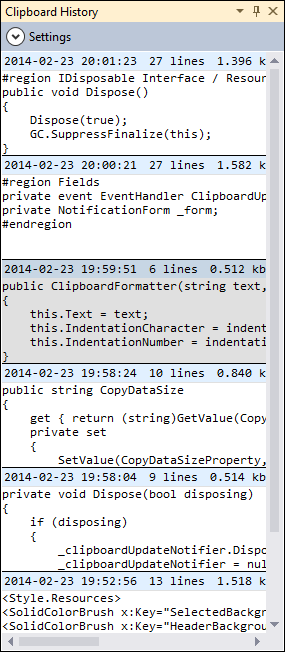 Clipboard History
Settings
2014-02-23 20:01:23 27 lines 1.396 k
#region IDisposable Interface / Resour
public void Dispose()
{
Dispose(true);
GC.SuppressFinalize(this);
}
2014-02-23 20:00:21 27 lines 1.582 k
#region Fields
private event EventHandler ClipboardUp
private NotificationForm _form;
#endregion
2014-02-23 19:59:51 6 lines 0.512 kb
public ClipboardFormatter(string text,
{
this.Text = text;
this.IndentationCharacter = indent
this.IndentationNumber = indentati
}
2014-02-23 19:58:24 10 lines 0.840 k
public string CopyDataSize
{
get { return (string)GetValue(Copy
private set
{
SetValue(CopyDataSizeProperty,
2014-02-23 19:58:04 9 lines 0.514 kb
private void Dispose(bool disposing)
{
if (disposing)
{
_clipboardUpdateNotifier.Dispo
_clipboardUpdateNotifier = nul
2014-02-23 19:52:56 13 lines 1.518 k
<Style.Resources>
<SolidColorBrush x:Key="SelectedBackgr
<SolidColorBrush x:Key="HeaderBackgrou